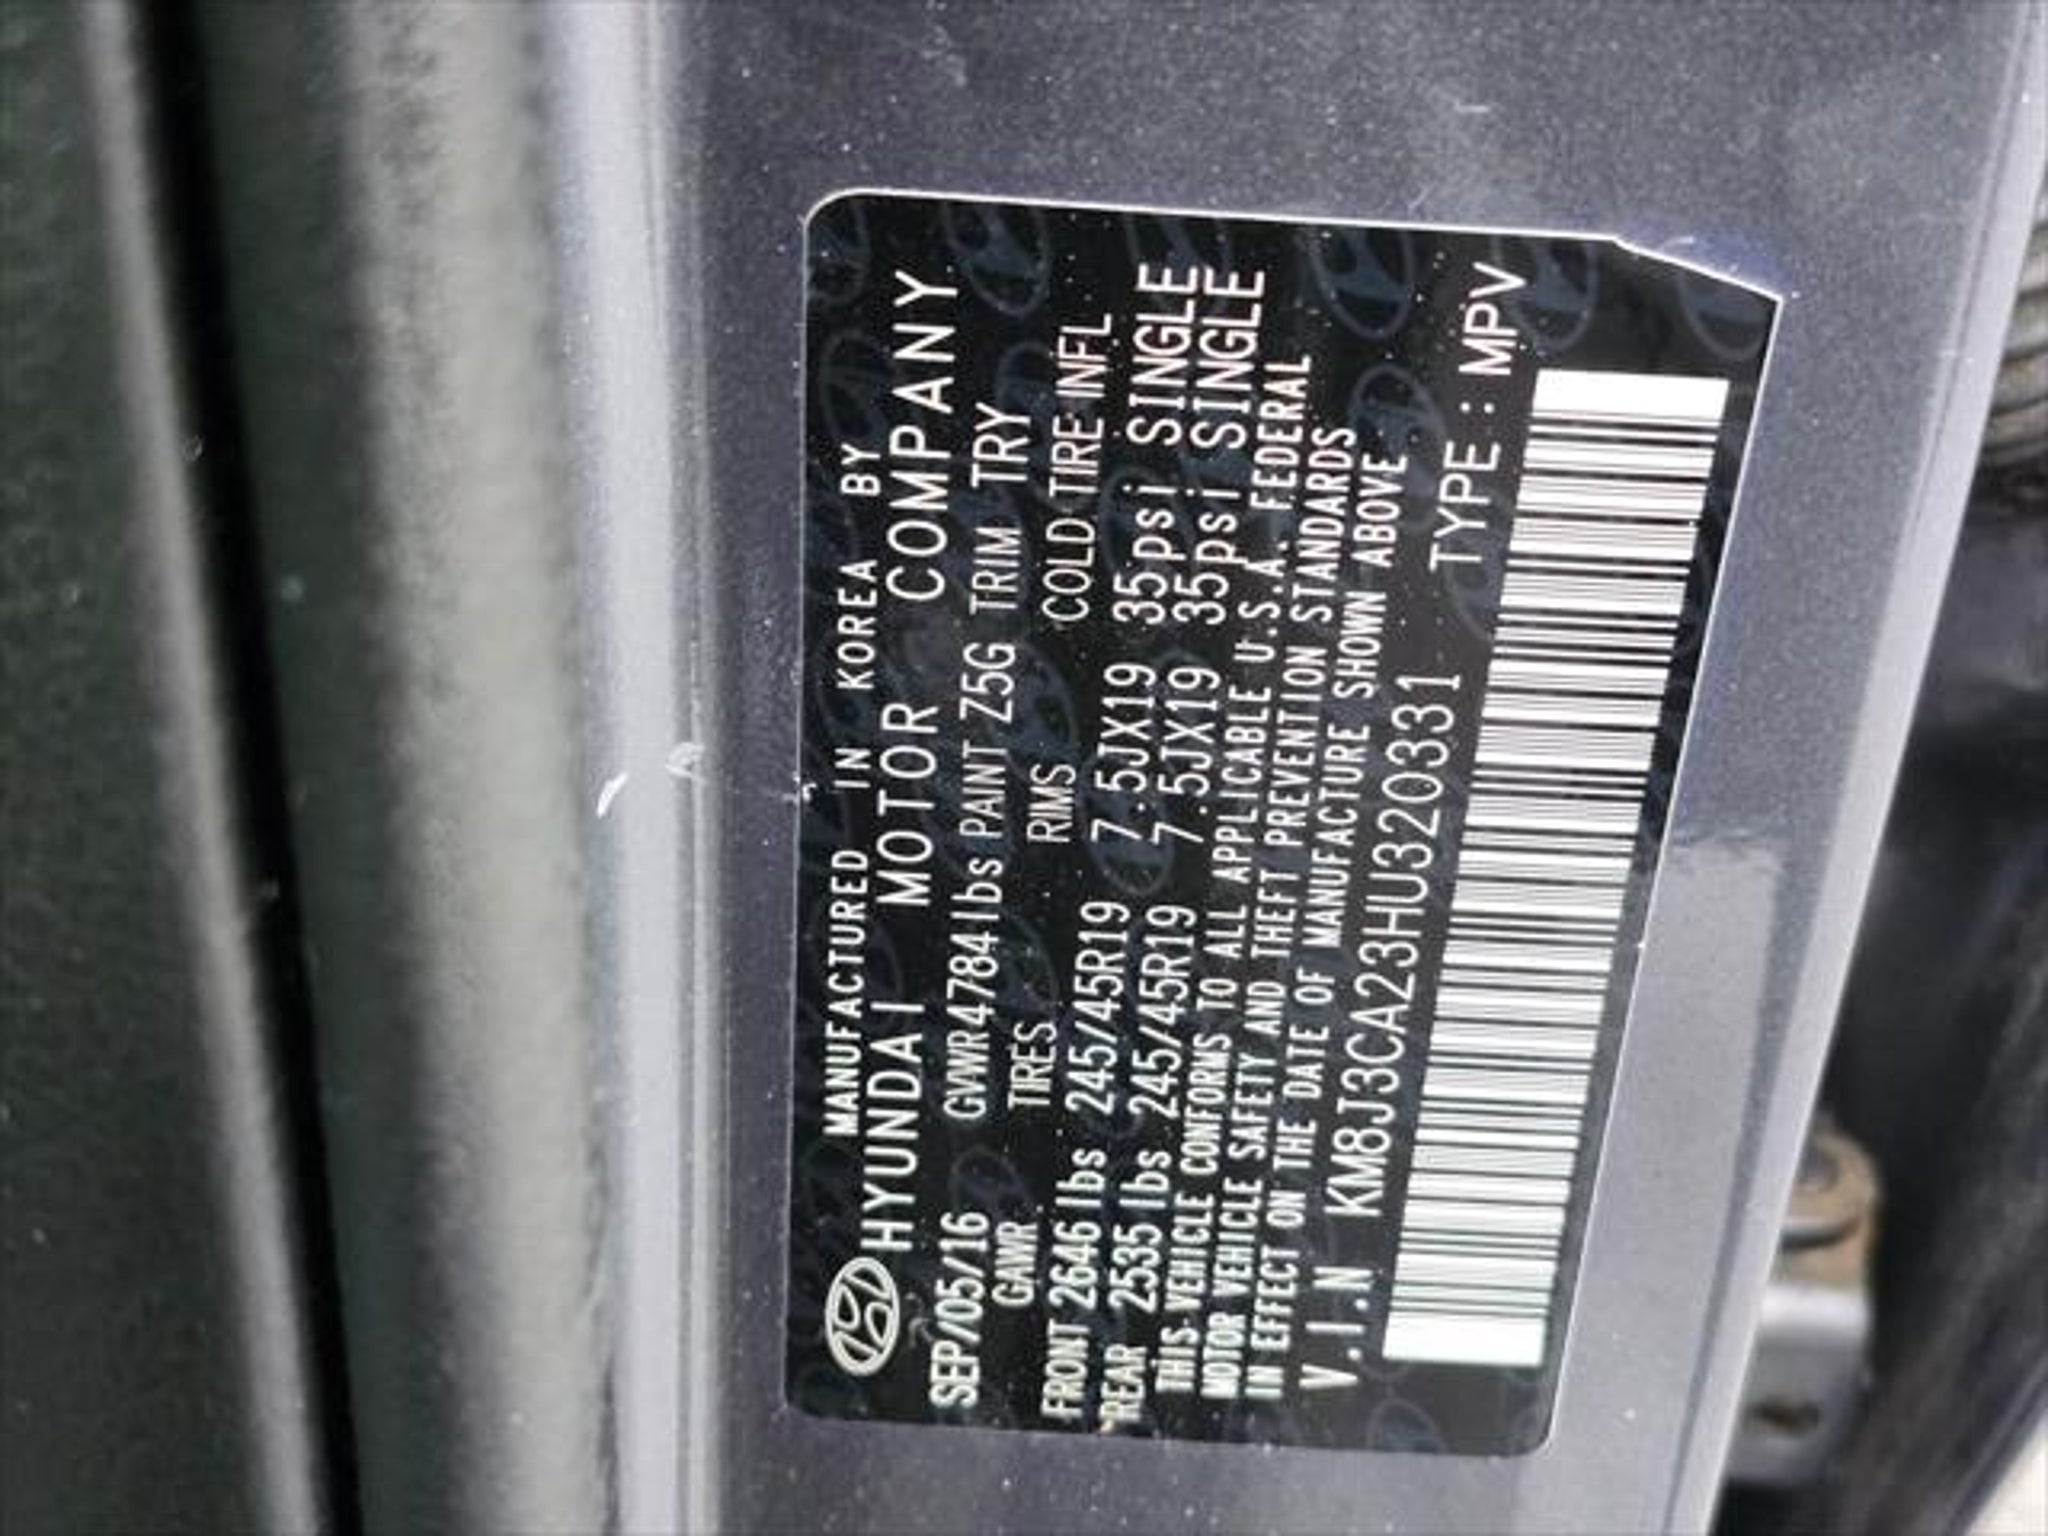 MANUFACTURED IN KOREA BY
HYUNDAI MOTOR COMPANY
SEP/05/16 GVWR4784lbs PAINT Z5G TRIM TRY
GAWR TIRES RIMS COLD TIRE INFL
FRONT 2646 lbs 245/45R19 7.5JX19 35psi SINGLE
REAR 2535 lbs 245/45R19 7.5JX19 35psi SINGLE
THIS VEHICLE CONFORMS TO ALL APPLICABLE U.S.A. FEDERAL
MOTOR VEHICLE SAFETY AND THEFT PREVENTION STANDARDS
IN EFFECT ON THE DATE OF MANUFACTURE SHOWN ABOVE
V.I.N KM8J3CA23HU320331 TYPE : MPV